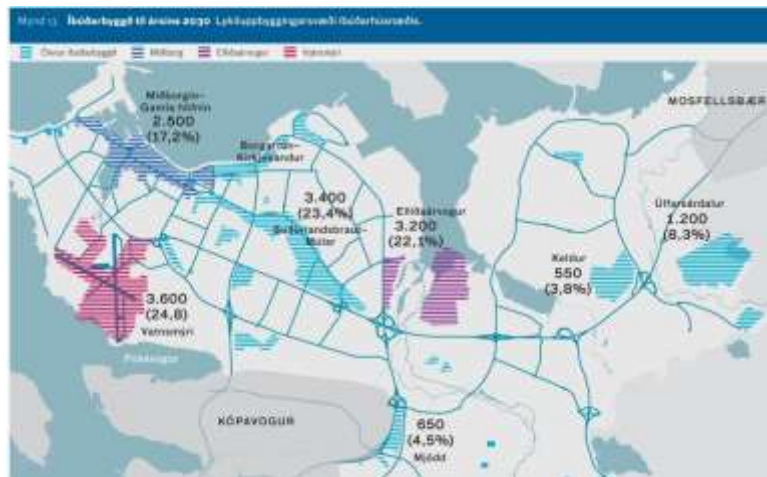 Mynd 13 Íbúðarbyggð til ársins 2030 Lykiluppbyggingarsvæði íbúðarhúsnæðis.
Önnur íbúðarbyggð Miðborg Elliðaárvogur Vatnsmýri
Miðborgin-
Gamla höfnin
2.500
(17,2%)
Borgartún-
Kirkjusandur
3.400
(23,4%)
Suðurlandsbraut-
Múlar
Elliðaárvogur
3.200
(22,1%)
MOSFELLSBÆR
Úlfarsárdalur
1.200
(8,3%)
Keldur
550
(3,8%)
3.600
(24,8)
Vatnsmýri
KÓPAVOGUR
650
(4,5%)
Mjódd